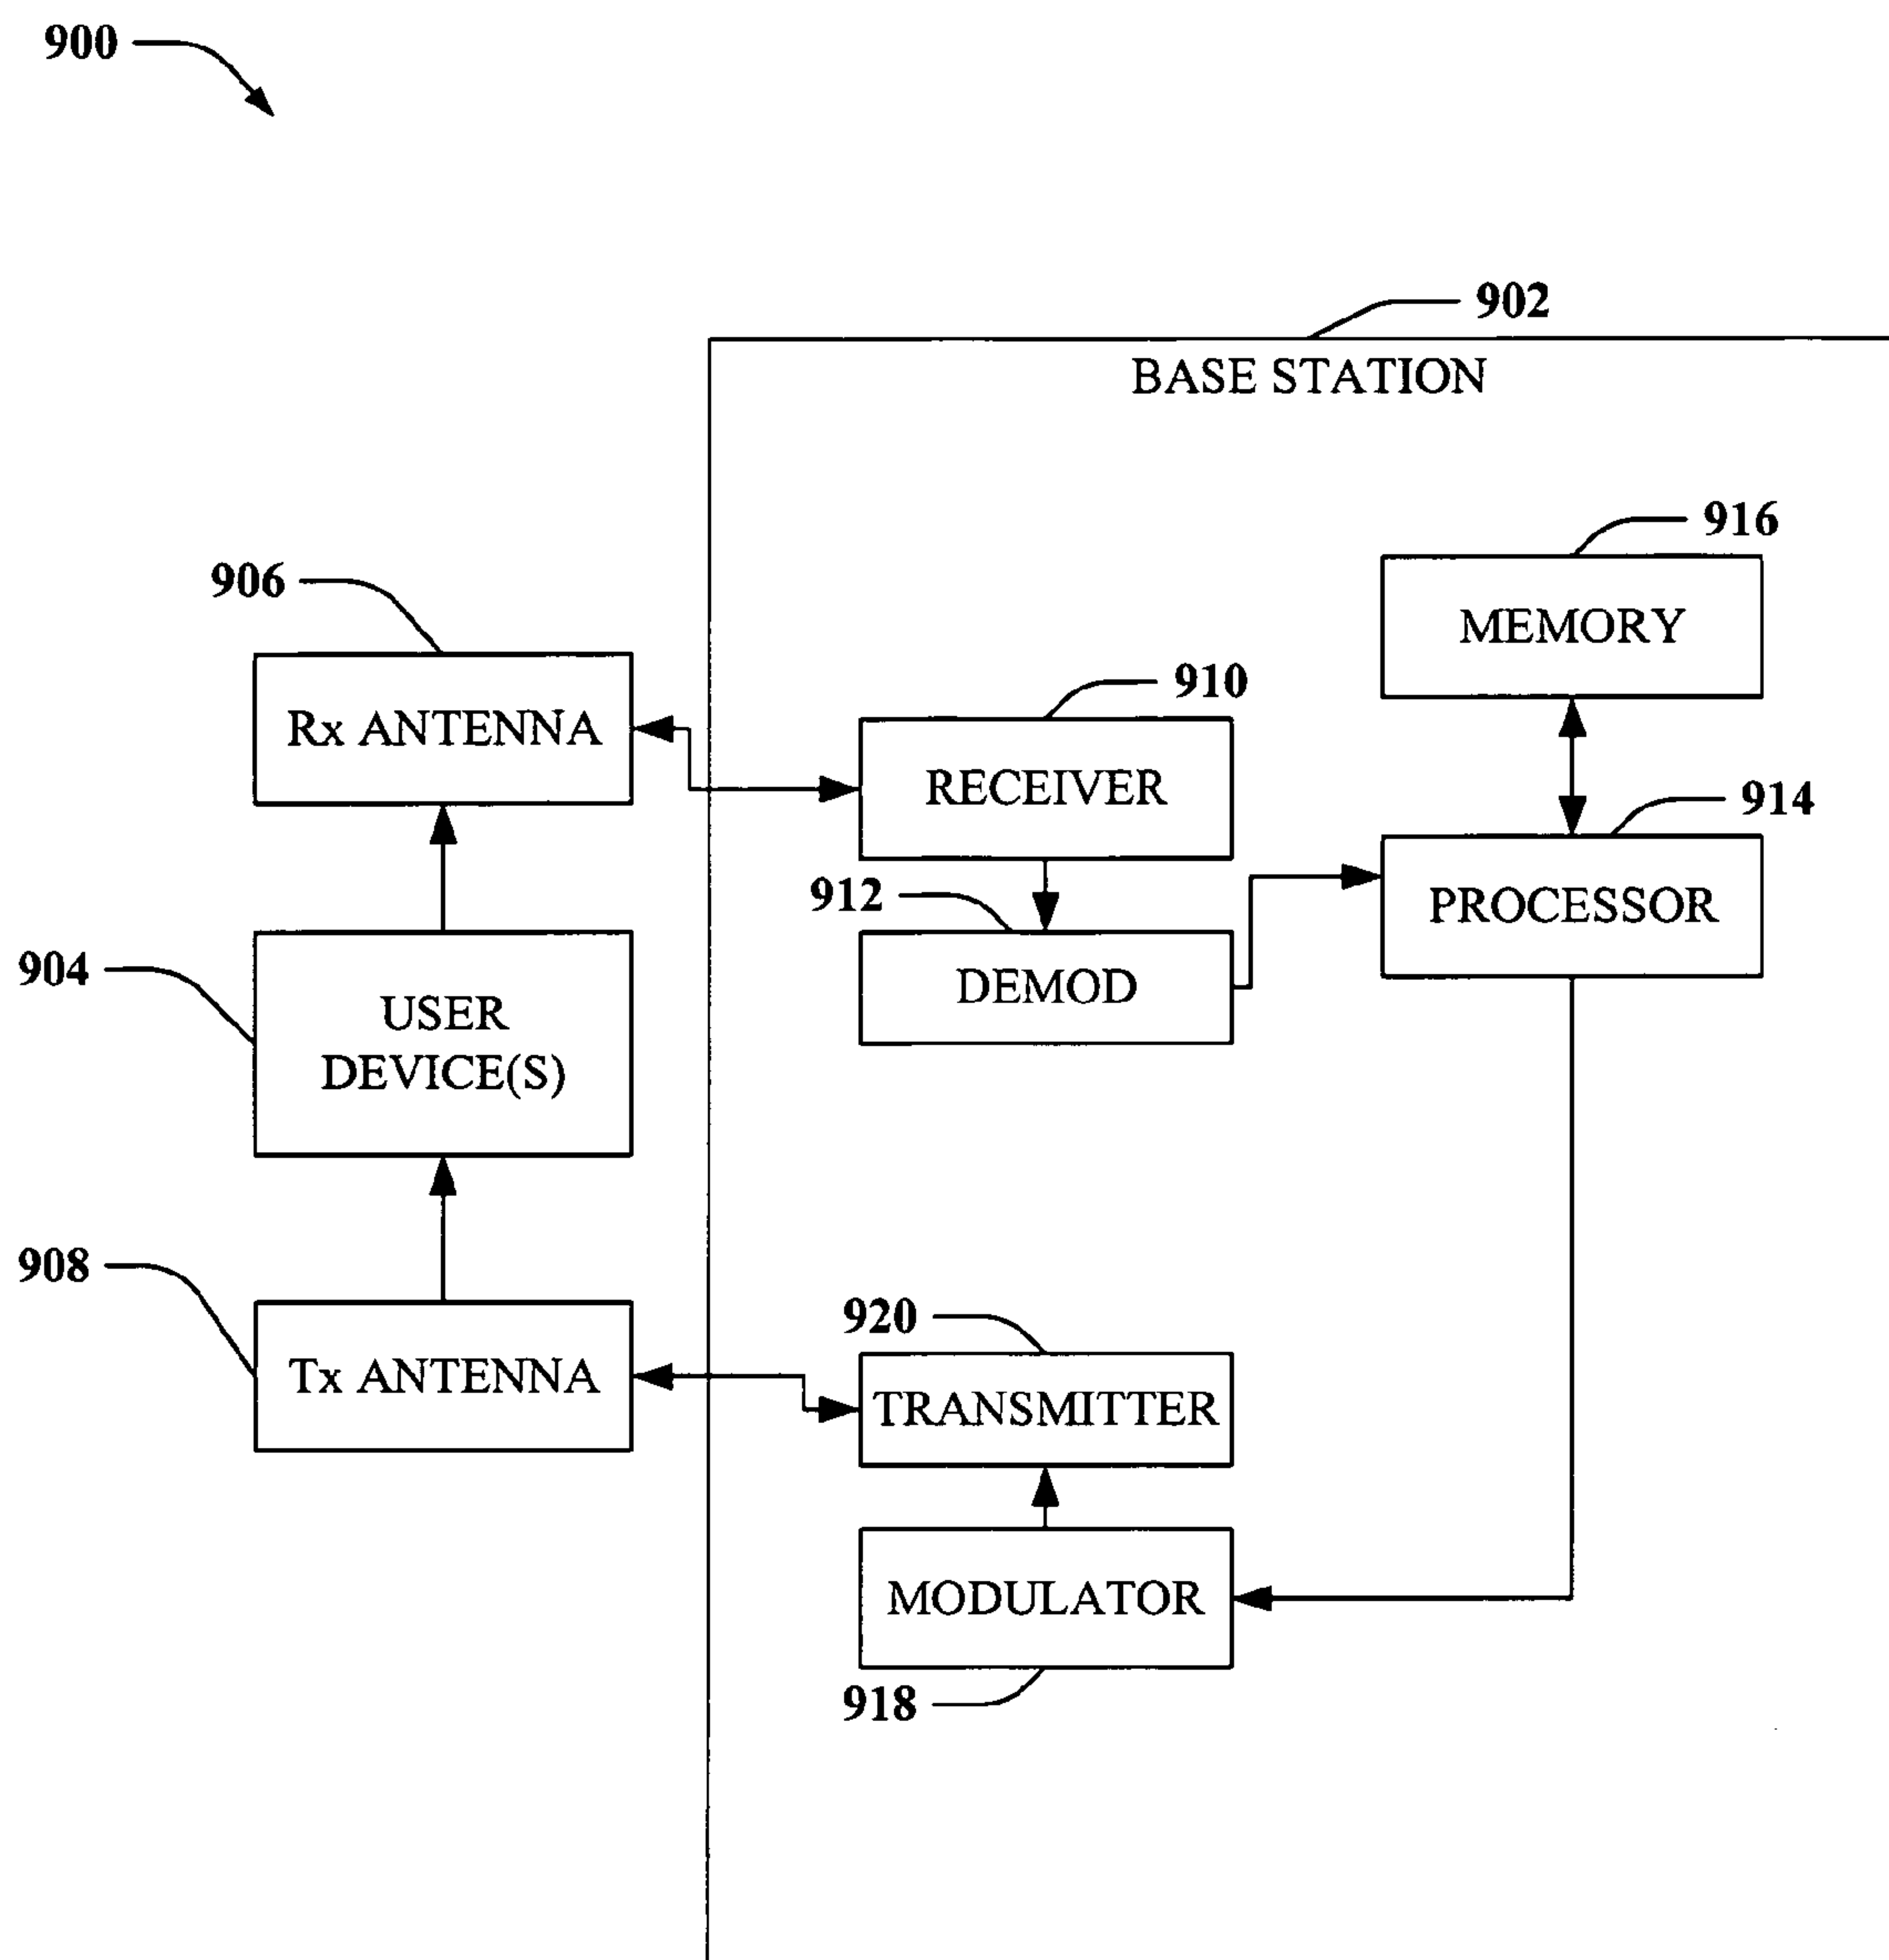 900
902
BASE STATION
916
906
MEMORY
910
Rx ANTENNA
RECEIVER
914
912
PROCESSOR
904
DEMOD
USER
DEVICE(S)
908
920
Tx ANTENNA
TRANSMITTER
MODULATOR
918